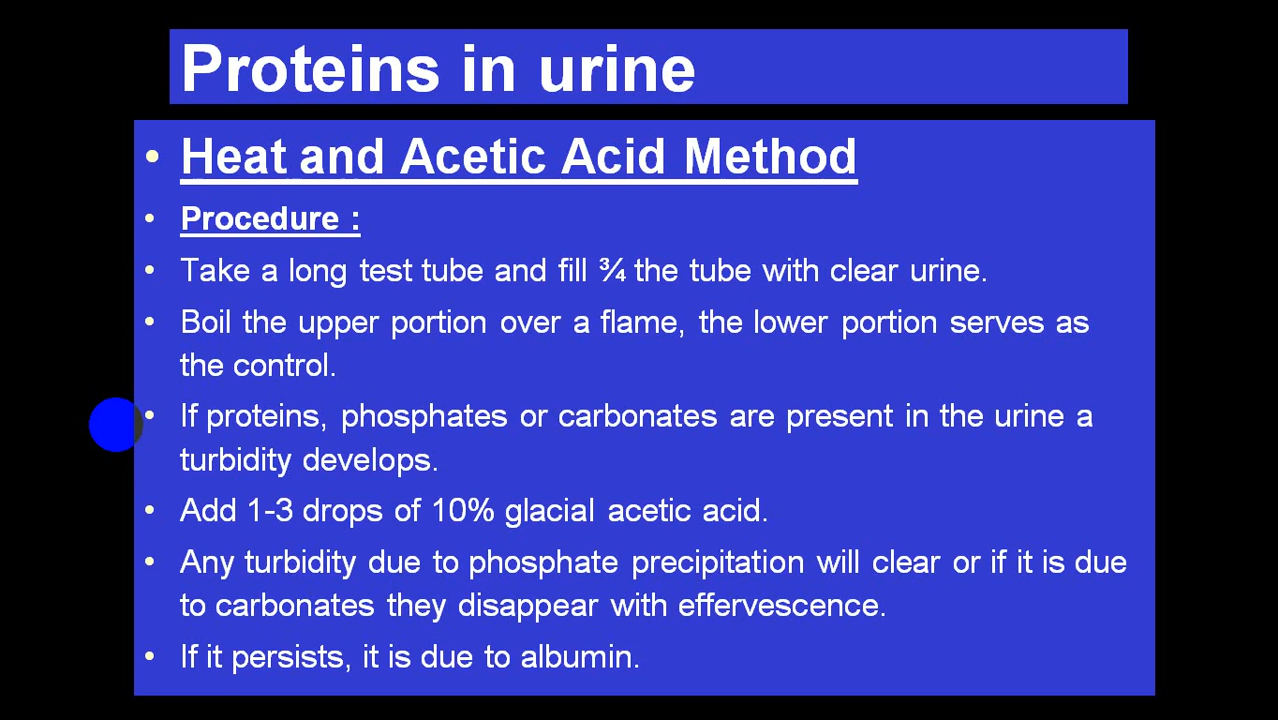 Proteins in urine
• Heat and Acetic Acid Method
• Procedure :
• Take a long test tube and fill ¾ the tube with clear urine.
• Boil the upper portion over a flame, the lower portion serves as
the control.
• If proteins, phosphates or carbonates are present in the urine a
turbidity develops.
• Add 1-3 drops of 10% glacial acetic acid.
• Any turbidity due to phosphate precipitation will clear or if it is due
to carbonates they disappear with effervescence.
• If it persists, it is due to albumin.